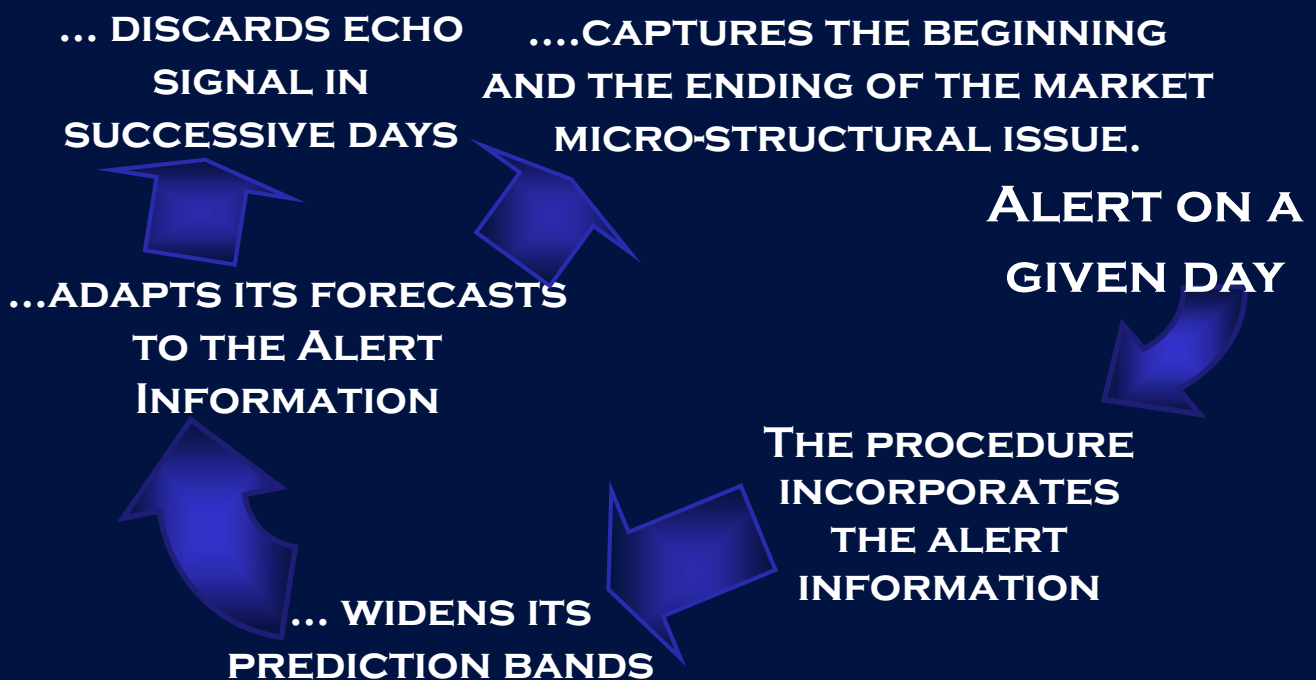 ... DISCARDS ECHO
SIGNAL IN
SUCCESSIVE DAYS
....CAPTURES THE BEGINNING
AND THE ENDING OF THE MARKET
MICRO-STRUCTURAL ISSUE.
ALERT ON A
GIVEN DAY
...ADAPTS ITS FORECASTS
TO THE ALERT
INFORMATION
THE PROCEDURE
INCORPORATES
THE ALERT
INFORMATION
... WIDENS ITS
PREDICTION BANDS